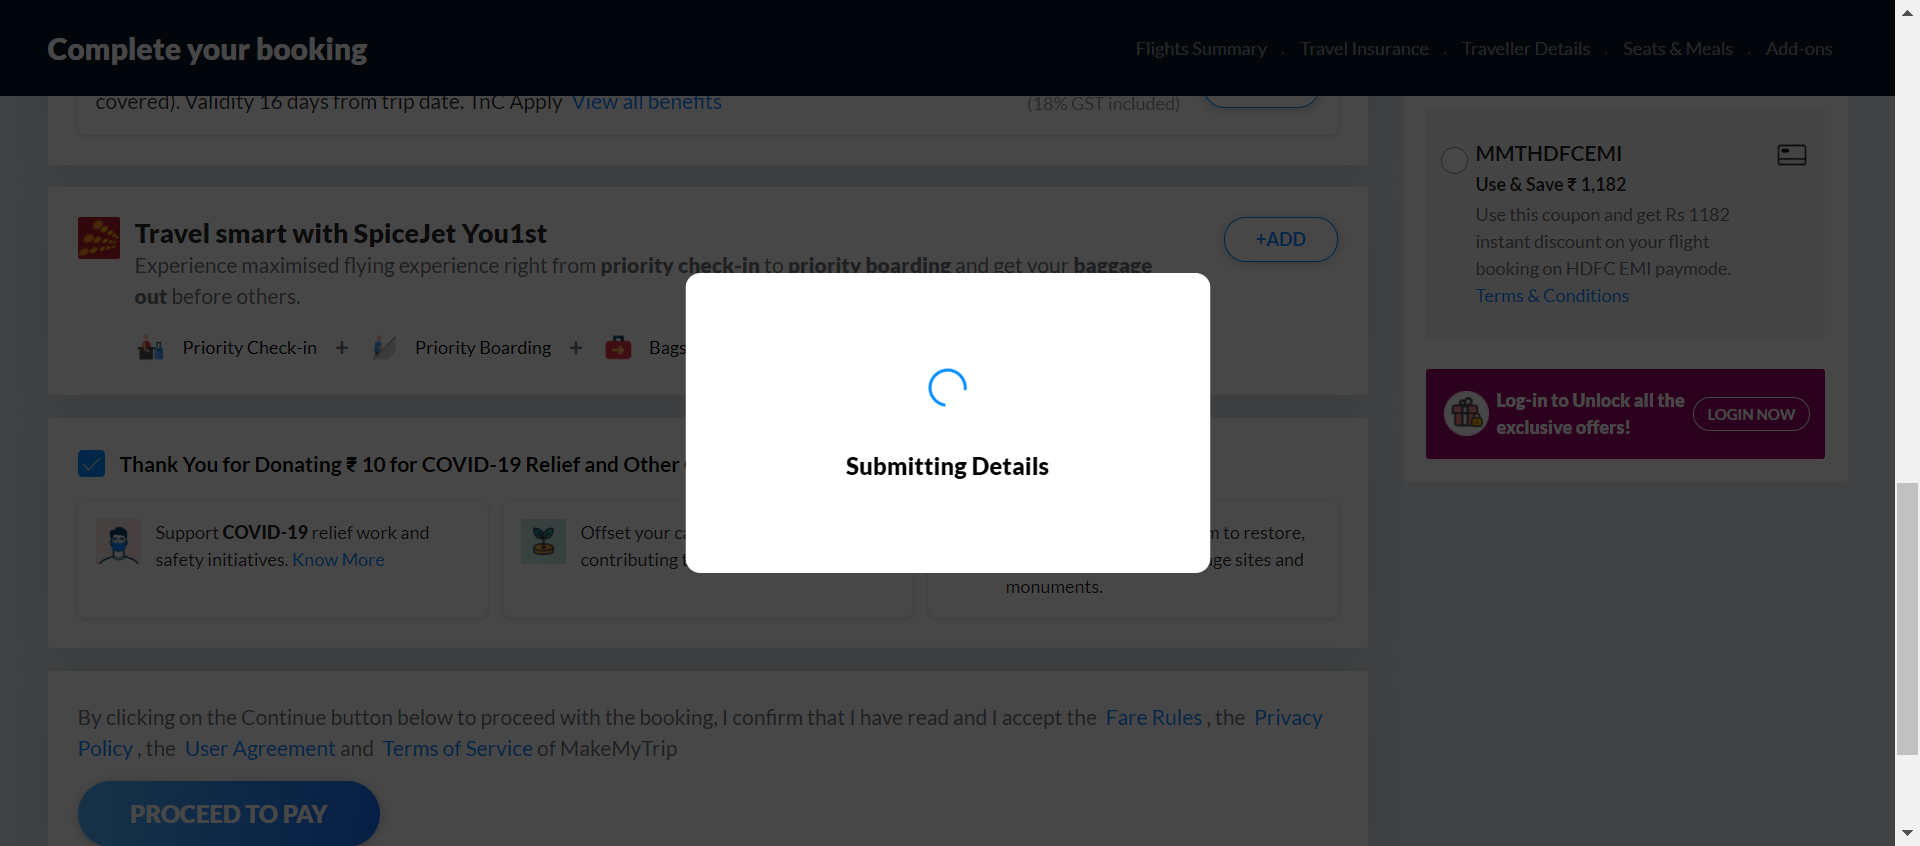 Complete your booking
Flights Summary . Travel Insurance . Traveller Details . Seats & Meals . Add-ons
covered). Validity 16 days from trip date. TnC Apply View all benefits
(18% GST included)
Travel smart with SpiceJet You1st
+ADD
Experience maximised flying experience right from priority check-in to priority boarding and get your baggage
out before others.
Priority Check-in + Priority Boarding + Bags
Submitting Details
Thank You for Donating ₹ 10 for COVID-19 Relief and Other
Support COVID-19 relief work and
safety initiatives. Know More
Offset your
contributing
to restore,
sites and
monuments.
By clicking on the Continue button below to proceed with the booking, I confirm that I have read and I accept the Fare Rules , the Privacy
Policy , the User Agreement and Terms of Service of MakeMyTrip
PROCEED TO PAY
MMTHDFCEMI
Use & Save ₹ 1,182
Use this coupon and get Rs 1182
instant discount on your flight
booking on HDFC EMI paymode.
Terms & Conditions
Log-in to Unlock all the
exclusive offers!
LOGIN NOW